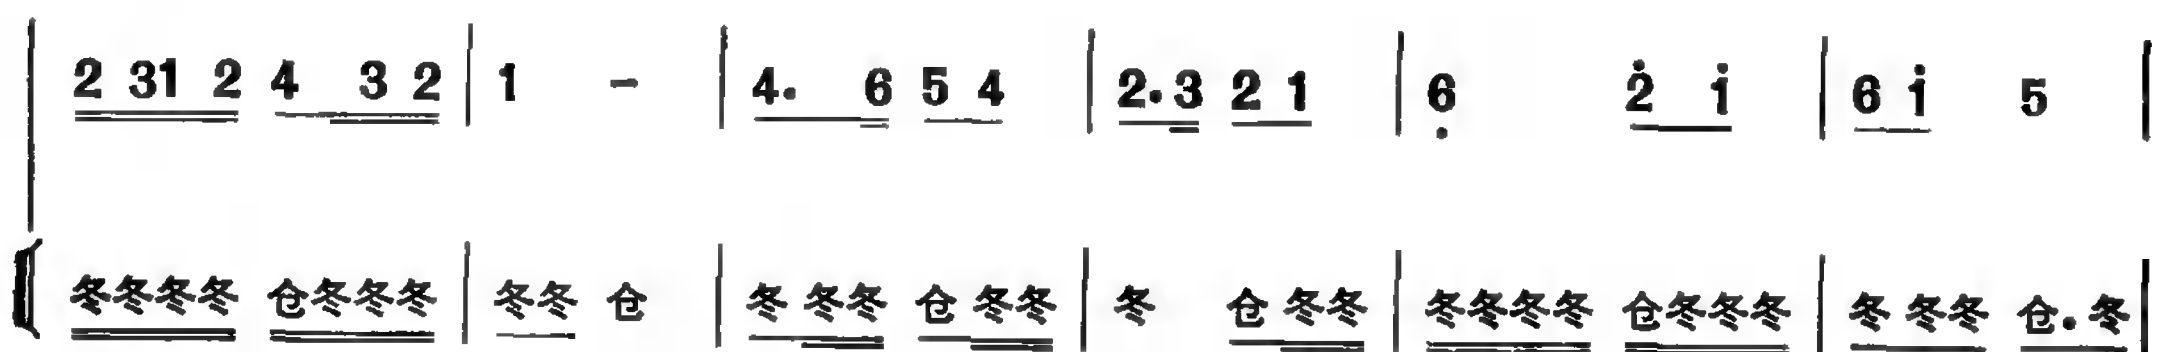 2 31 2 4 3 2 | 1 - | 4. 6 5 4 | 2.3 2 1 | 6̣ 2̇ 1̇ | 6 1̇ 5 |
冬冬冬冬 仓冬冬冬 | 冬冬 仓 | 冬 冬冬 仓 冬冬 | 冬 仓 冬冬 | 冬冬冬冬 仓冬冬冬 | 冬 冬冬 仓.冬 |